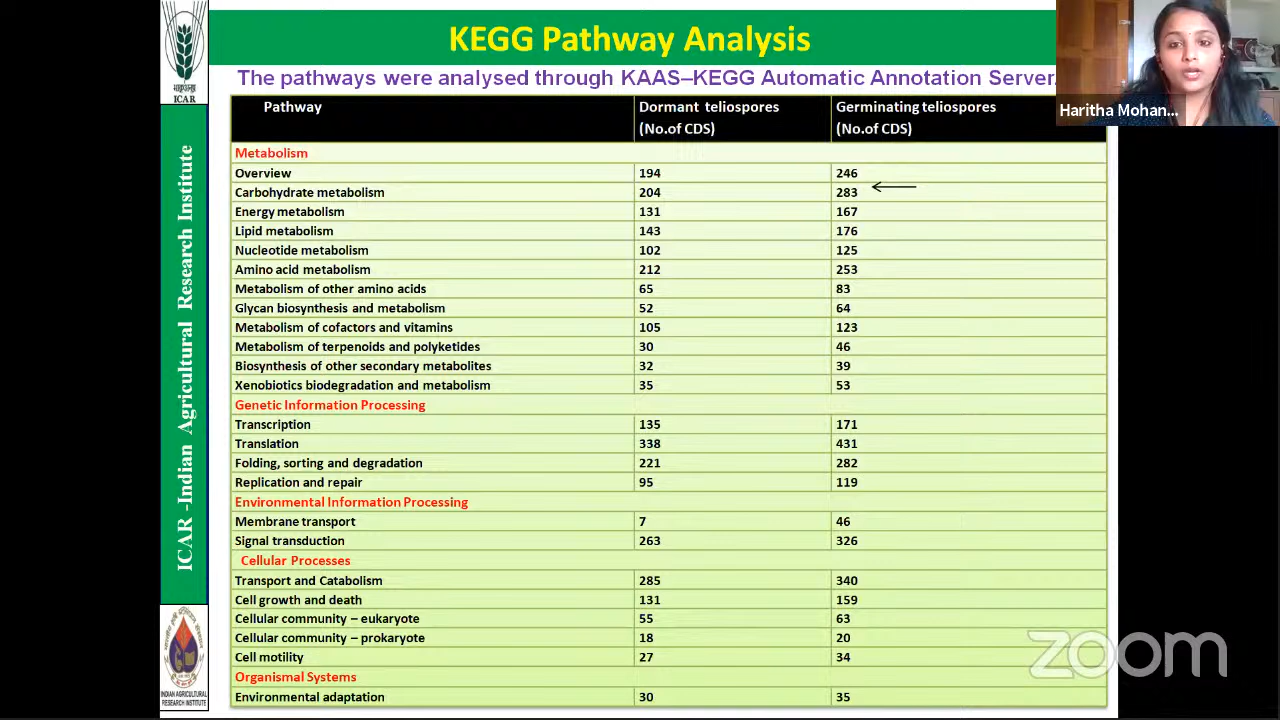 KEGG Pathway Analysis
The pathways were analysed through KAAS–KEGG Automatic Annotation Server.
Haritha Mohan...
ICAR
ICAR -Indian Agricultural Research Institute
INDIAN AGRICULTURAL
RESEARCH INSTITUTE
Pathway Dormant teliospores (No.of CDS) Germinating teliospores (No.of CDS)
Metabolism
Overview 194 246
Carbohydrate metabolism 204 283
Energy metabolism 131 167
Lipid metabolism 143 176
Nucleotide metabolism 102 125
Amino acid metabolism 212 253
Metabolism of other amino acids 65 83
Glycan biosynthesis and metabolism 52 64
Metabolism of cofactors and vitamins 105 123
Metabolism of terpenoids and polyketides 30 46
Biosynthesis of other secondary metabolites 32 39
Xenobiotics biodegradation and metabolism 35 53
Genetic Information Processing
Transcription 135 171
Translation 338 431
Folding, sorting and degradation 221 282
Replication and repair 95 119
Environmental Information Processing
Membrane transport 7 46
Signal transduction 263 326
Cellular Processes
Transport and Catabolism 285 340
Cell growth and death 131 159
Cellular community – eukaryote 55 63
Cellular community – prokaryote 18 20
Cell motility 27 34
Organismal Systems
Environmental adaptation 30 35
zoom